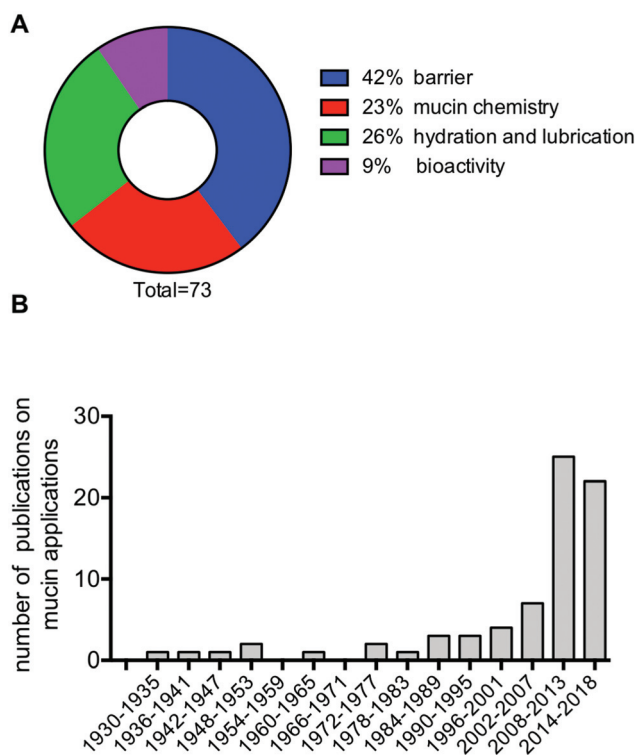 A
42% barrier
23% mucin chemistry
26% hydration and lubrication
9% bioactivity
Total=73
B
number of publications on
mucin applications
30
20
10
0
1930-1935
1936-1941
1942-1947
1948-1953
1954-1959
1960-1965
1966-1971
1972-1977
1978-1983
1984-1989
1990-1995
1996-2001
2002-2007
2008-2013
2014-2018